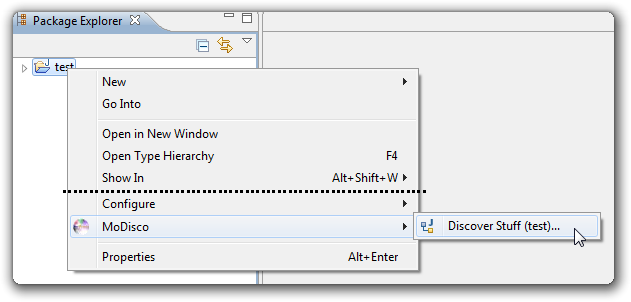 Package Explorer
test
New
Go Into
Open in New Window
Open Type Hierarchy F4
Show In Alt+Shift+W
Configure
MoDisco
Discover Stuff (test)...
Properties Alt+Enter